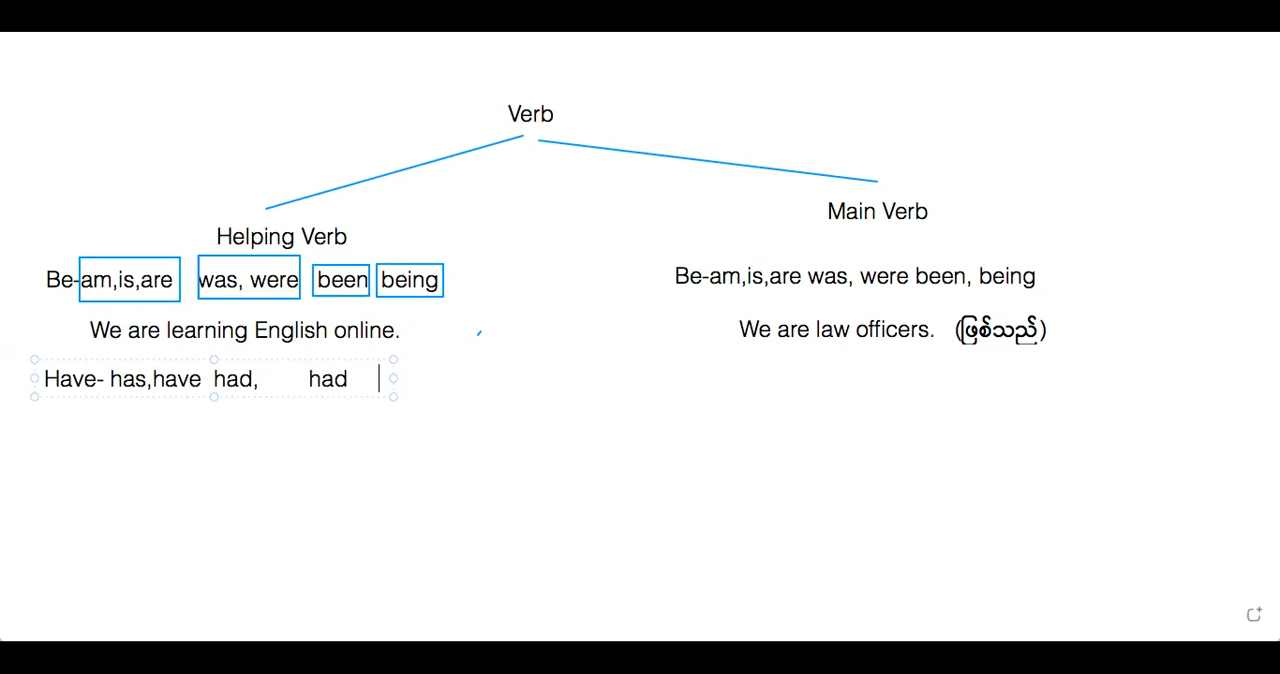 Verb
Helping Verb
Main Verb
Be-am,is,are was, were been being
Be-am,is,are was, were been, being
We are learning English online.
We are law officers. (ဖြစ်သည်)
Have- has,have had, had